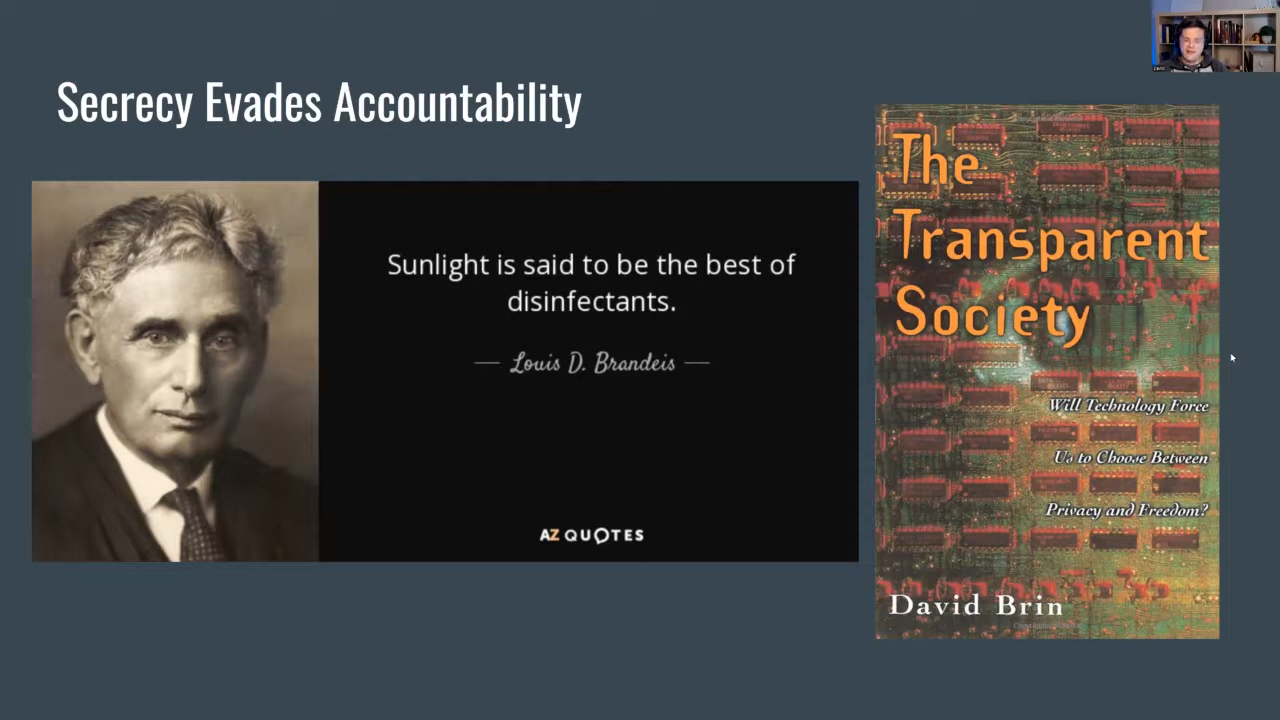 Secrecy Evades Accountability
Sunlight is said to be the best of
disinfectants.
Louis D. Brandeis
AZ QUOTES
The
Transparent
Society
Will Technology Force
Us to Choose Between
Privacy and Freedom?
David Brin